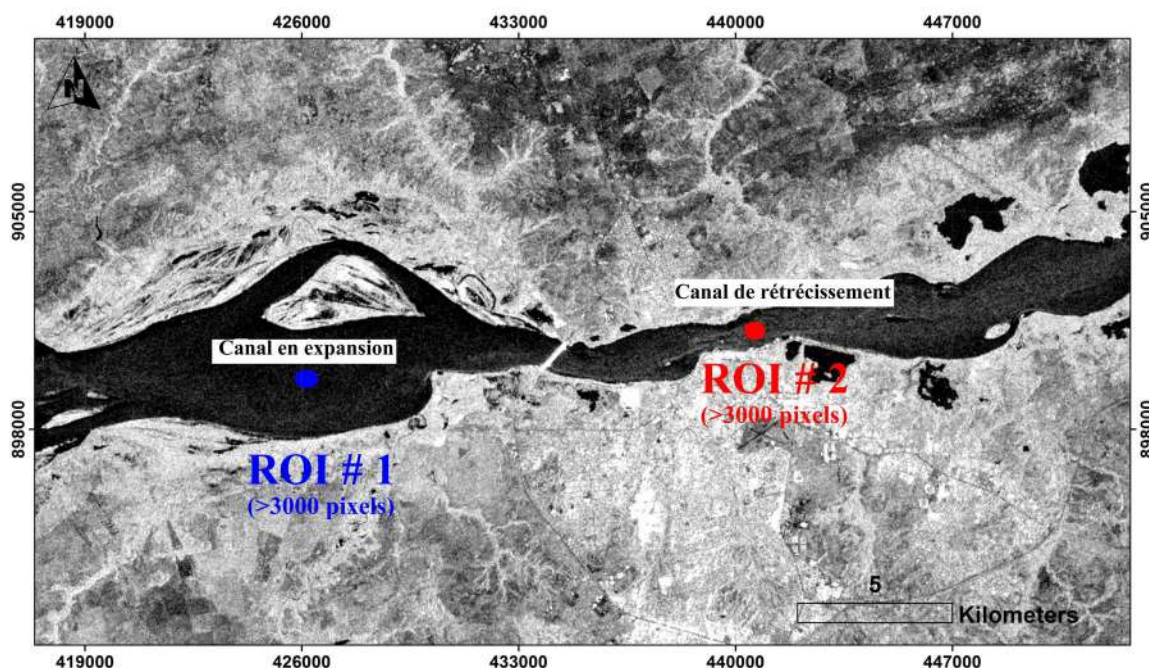 419000 426000 433000 440000 447000
N
905000 905000
Canal de rétrécissement
Canal en expansion
ROI # 2
(>3000 pixels)
898000 898000
ROI # 1
(>3000 pixels)
5
Kilometers
419000 426000 433000 440000 447000